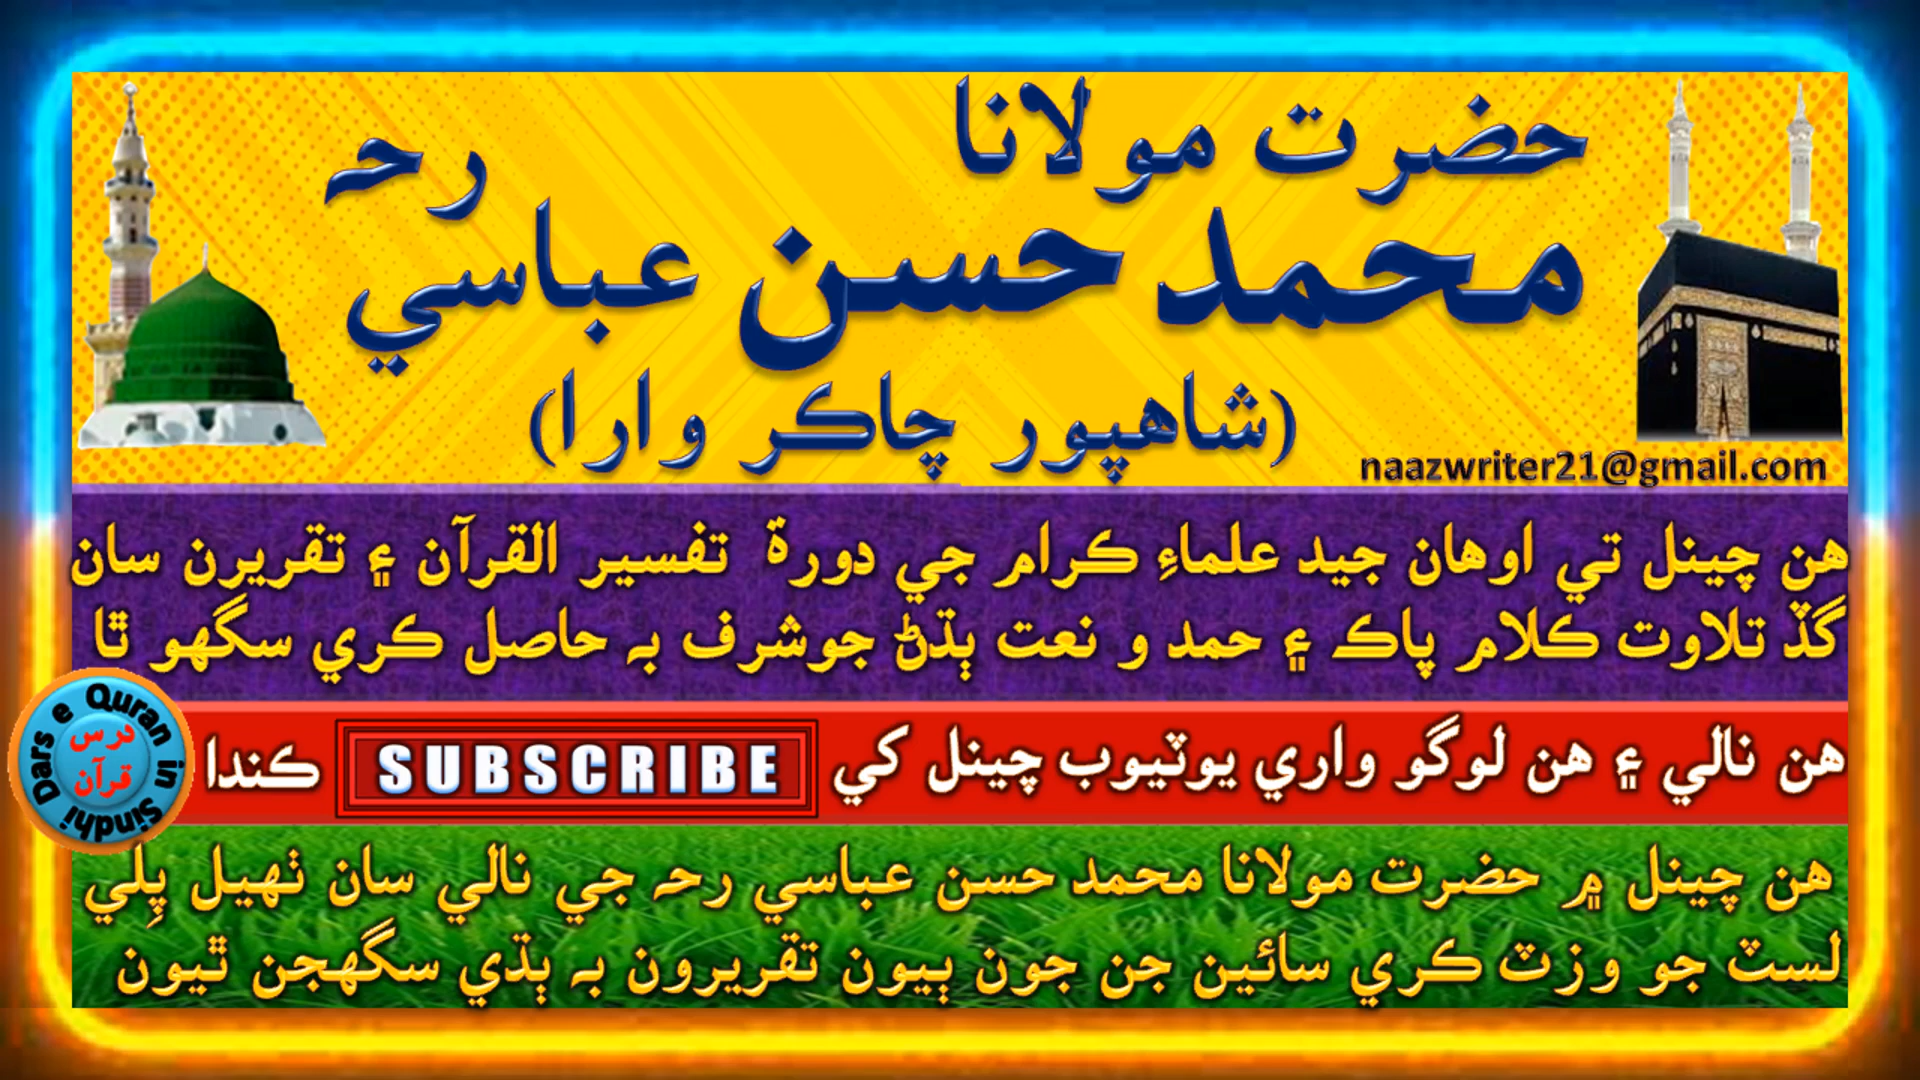 حضرت مولانا
محمد حسن عباسي رحہ
(شاھپور چاڪر وارا)
naazwriter21@gmail.com
هن چينل تي اوهان جيد علماءِ ڪرام جي دورة تفسير القرآن ۽ تقريرن سان
گڏ تلاوت ڪلام پاڪ ۽ حمد و نعت ٻڌڻ جوشرف بہ حاصل ڪري سگهو ٿا
هن نالي ۽ هن لوگو واري يوٽيوب چينل کي SUBSCRIBE ڪندا
Dars e Quran in Sindhi
درس
قرآن
هن چينل ۾ حضرت مولانا محمد حسن عباسي رحہ جي نالي سان ٺهيل پِلي
لسٽ جو وزٽ ڪري سائين جن جون ٻيون تقريرون بہ ٻڌي سگهجن ٿيون